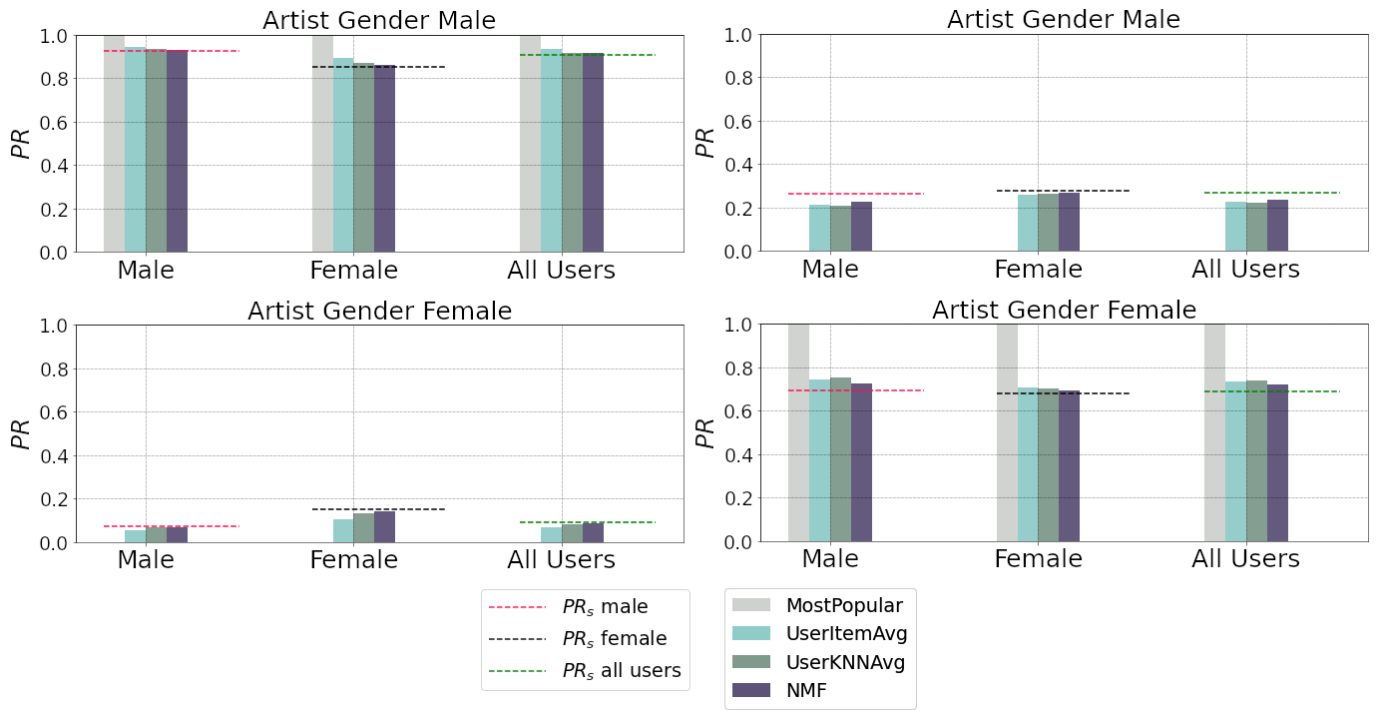 Artist Gender Male
PR
1.0
0.8
0.6
0.4
0.2
0.0
Male Female All Users
Artist Gender Male
PR
1.0
0.8
0.6
0.4
0.2
0.0
Male Female All Users
Artist Gender Female
PR
1.0
0.8
0.6
0.4
0.2
0.0
Male Female All Users
Artist Gender Female
PR
1.0
0.8
0.6
0.4
0.2
0.0
Male Female All Users
PRs male
PRs female
PRs all users
MostPopular
UserItemAvg
UserKNNAvg
NMF